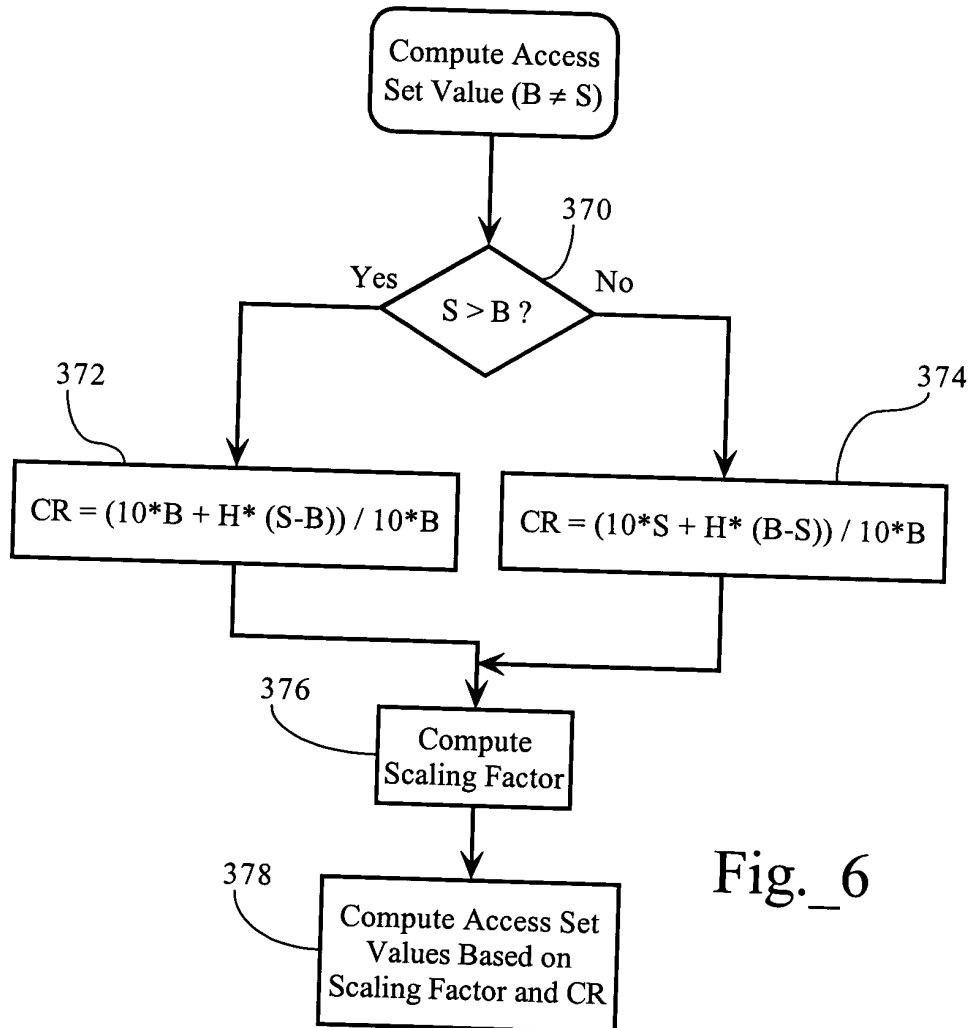 Compute Access
Set Value (B ≠ S)
370
Yes
No
S > B ?
372
374
CR = (10*B + H* (S-B)) / 10*B
CR = (10*S + H* (B-S)) / 10*B
376
Compute
Scaling Factor
378
Compute Access Set
Values Based on
Scaling Factor and CR
Fig._6